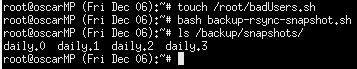 root@oscarMP (Fri Dec 06):~# touch /root/badUsers.sh
root@oscarMP (Fri Dec 06):~# bash backup-rsync-snapshot.sh
root@oscarMP (Fri Dec 06):~# ls /backup/snapshots/
daily.0 daily.1 daily.2 daily.3
root@oscarMP (Fri Dec 06):~#